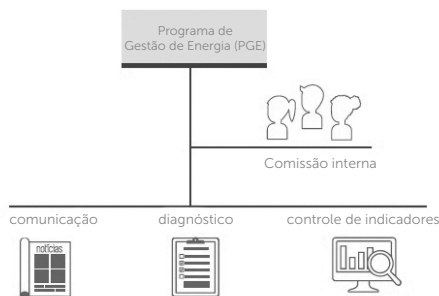 Programa de
Gestão de Energia (PGE)
Comissão interna
comunicação
diagnóstico
controle de indicadores
notícias